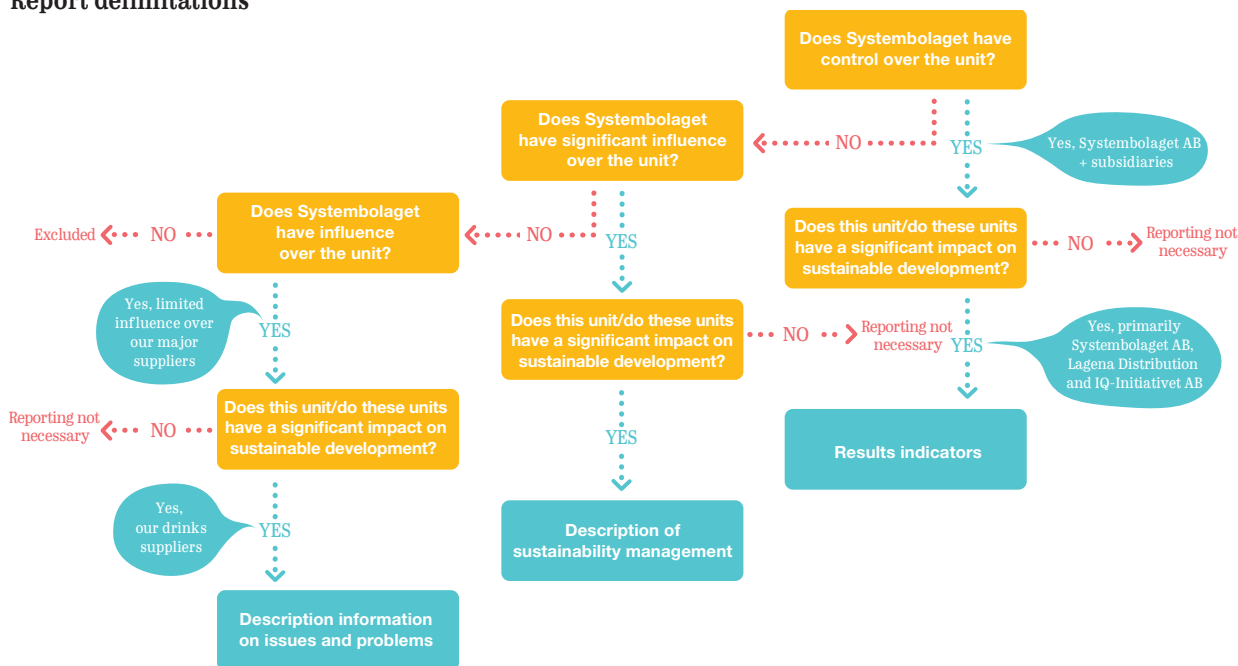 Report delimitations
Does Systembolaget have
control over the unit?
Does Systembolaget
have significant influence
over the unit?
NO
YES
Yes, Systembolaget AB
+ subsidiaries
Does Systembolaget
have influence
over the unit?
Excluded
NO
NO
YES
Does this unit/do these units
have a significant impact on
sustainable development?
NO
Reporting not
necessary
Yes, limited
influence over
our major
suppliers
YES
Does this unit/do these units
have a significant impact on
sustainable development?
NO
Reporting not
necessary
YES
Yes, primarily
Systembolaget AB,
Lagena Distribution
and IQ-Initiativet AB
Reporting not
necessary
NO
Does this unit/do these units
have a significant impact on
sustainable development?
YES
Results indicators
Yes,
our drinks
suppliers
YES
Description of
sustainability management
Description information
on issues and problems